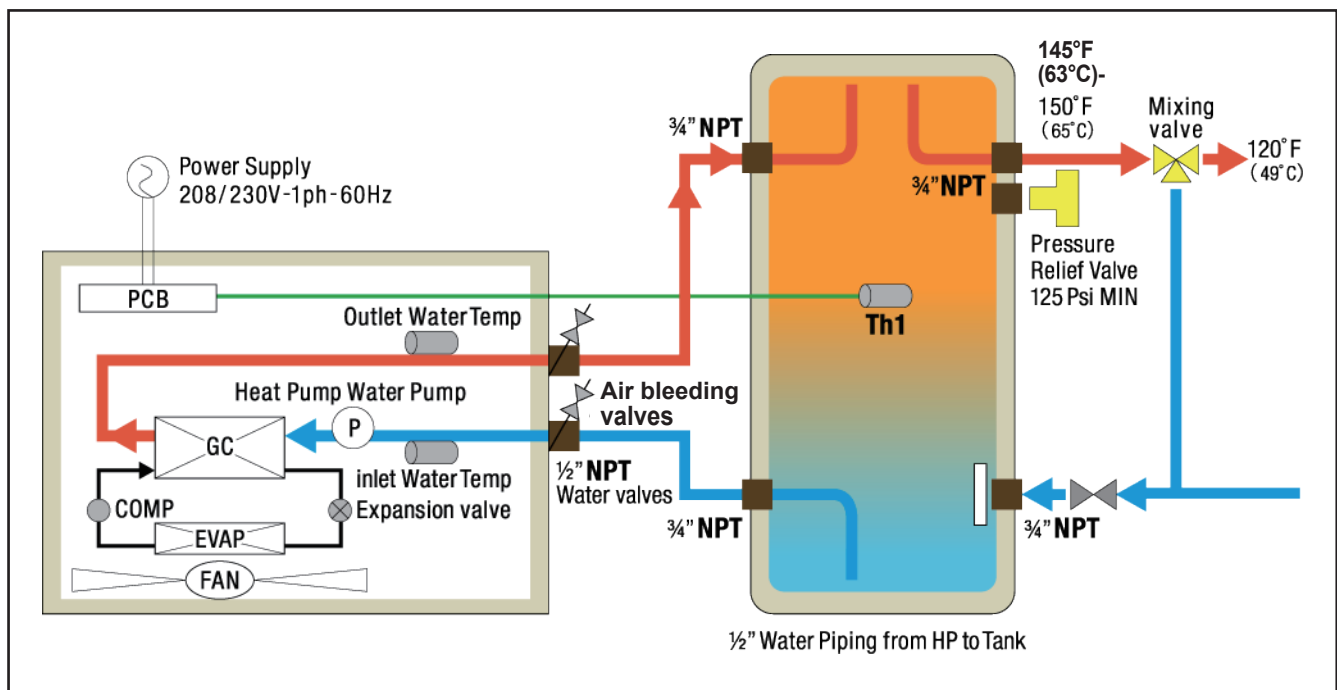 Power Supply
208/230V-1ph-60Hz
PCB
Outlet Water Temp
Heat Pump Water Pump
P
GC
inlet Water Temp
COMP
Expansion valve
EVAP
FAN
Air bleeding
valves
½” NPT
Water valves
¾” NPT
¾” NPT
Th1
¾” NPT
145°F
(63°C)-
150°F
(65°C)
Mixing
valve
120°F
(49°C)
Pressure
Relief Valve
125 Psi MIN
¾” NPT
½” Water Piping from HP to Tank